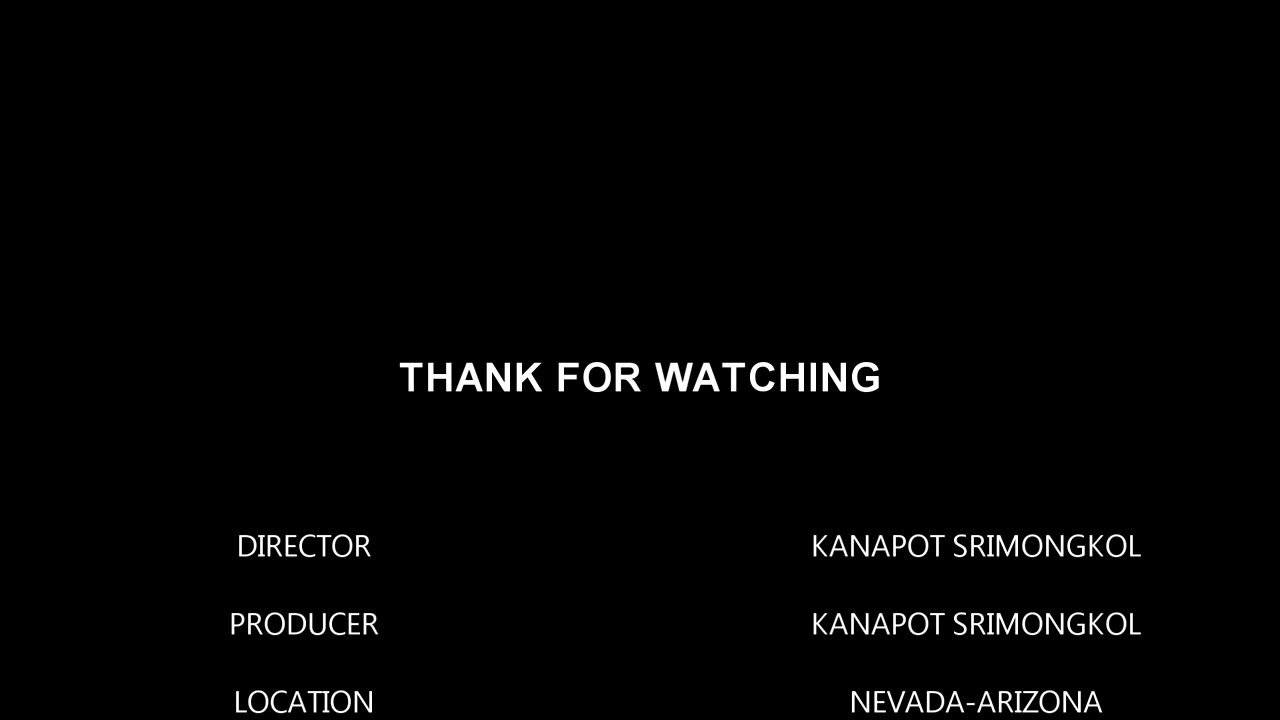 THANK FOR WATCHING
DIRECTOR KANAPOT SRIMONGKOL
PRODUCER KANAPOT SRIMONGKOL
LOCATION NEVADA-ARIZONA